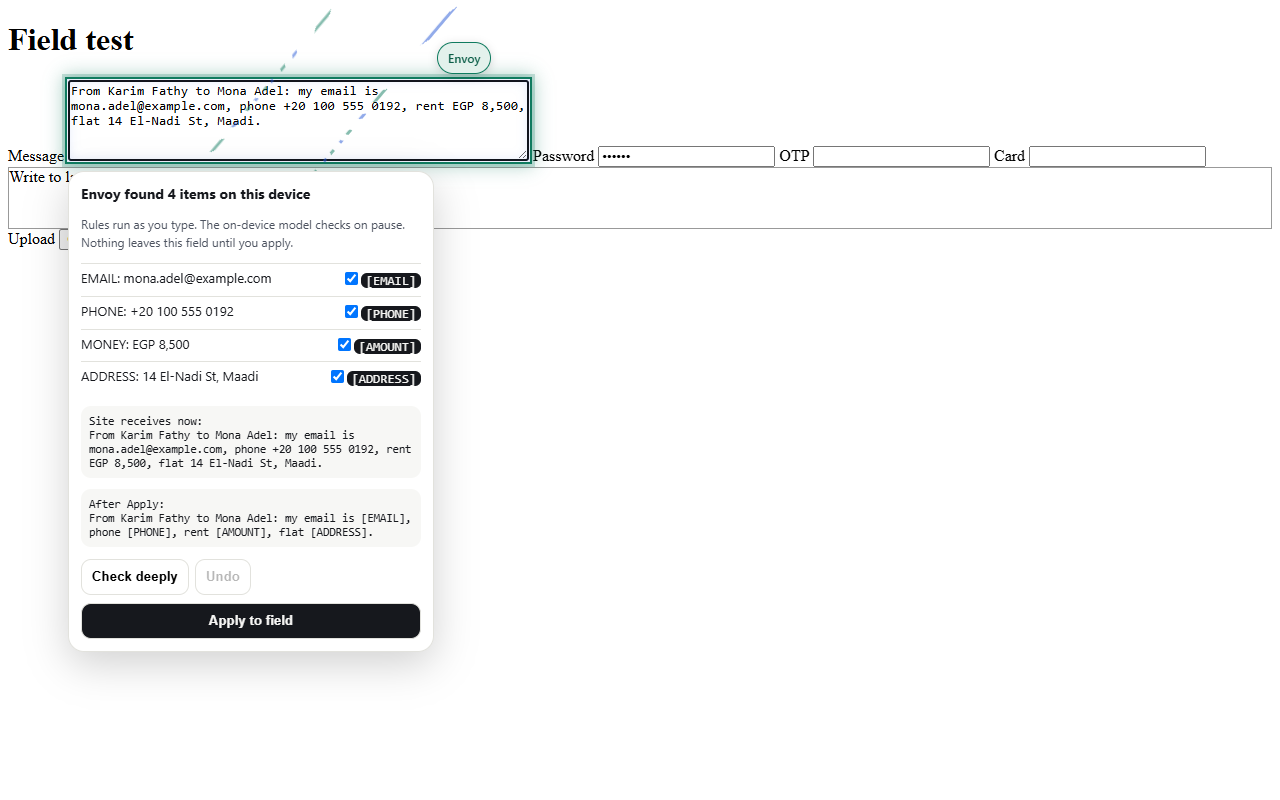 Field test
Envoy
From Karim Fathy to Mona Adel: my email is
mona.adel@example.com, phone +20 100 555 0192, rent EGP 8,500,
flat 14 El-Nadi St, Maadi.
Message
Password ••••••
OTP
Card
Write to
Upload
Envoy found 4 items on this device
Rules run as you type. The on-device model checks on pause.
Nothing leaves this field until you apply.
EMAIL: mona.adel@example.com [EMAIL]
PHONE: +20 100 555 0192 [PHONE]
MONEY: EGP 8,500 [AMOUNT]
ADDRESS: 14 El-Nadi St, Maadi [ADDRESS]
Site receives now:
From Karim Fathy to Mona Adel: my email is
mona.adel@example.com, phone +20 100 555 0192, rent
EGP 8,500, flat 14 El-Nadi St, Maadi.
After Apply:
From Karim Fathy to Mona Adel: my email is [EMAIL],
phone [PHONE], rent [AMOUNT], flat [ADDRESS].
Check deeply
Undo
Apply to field